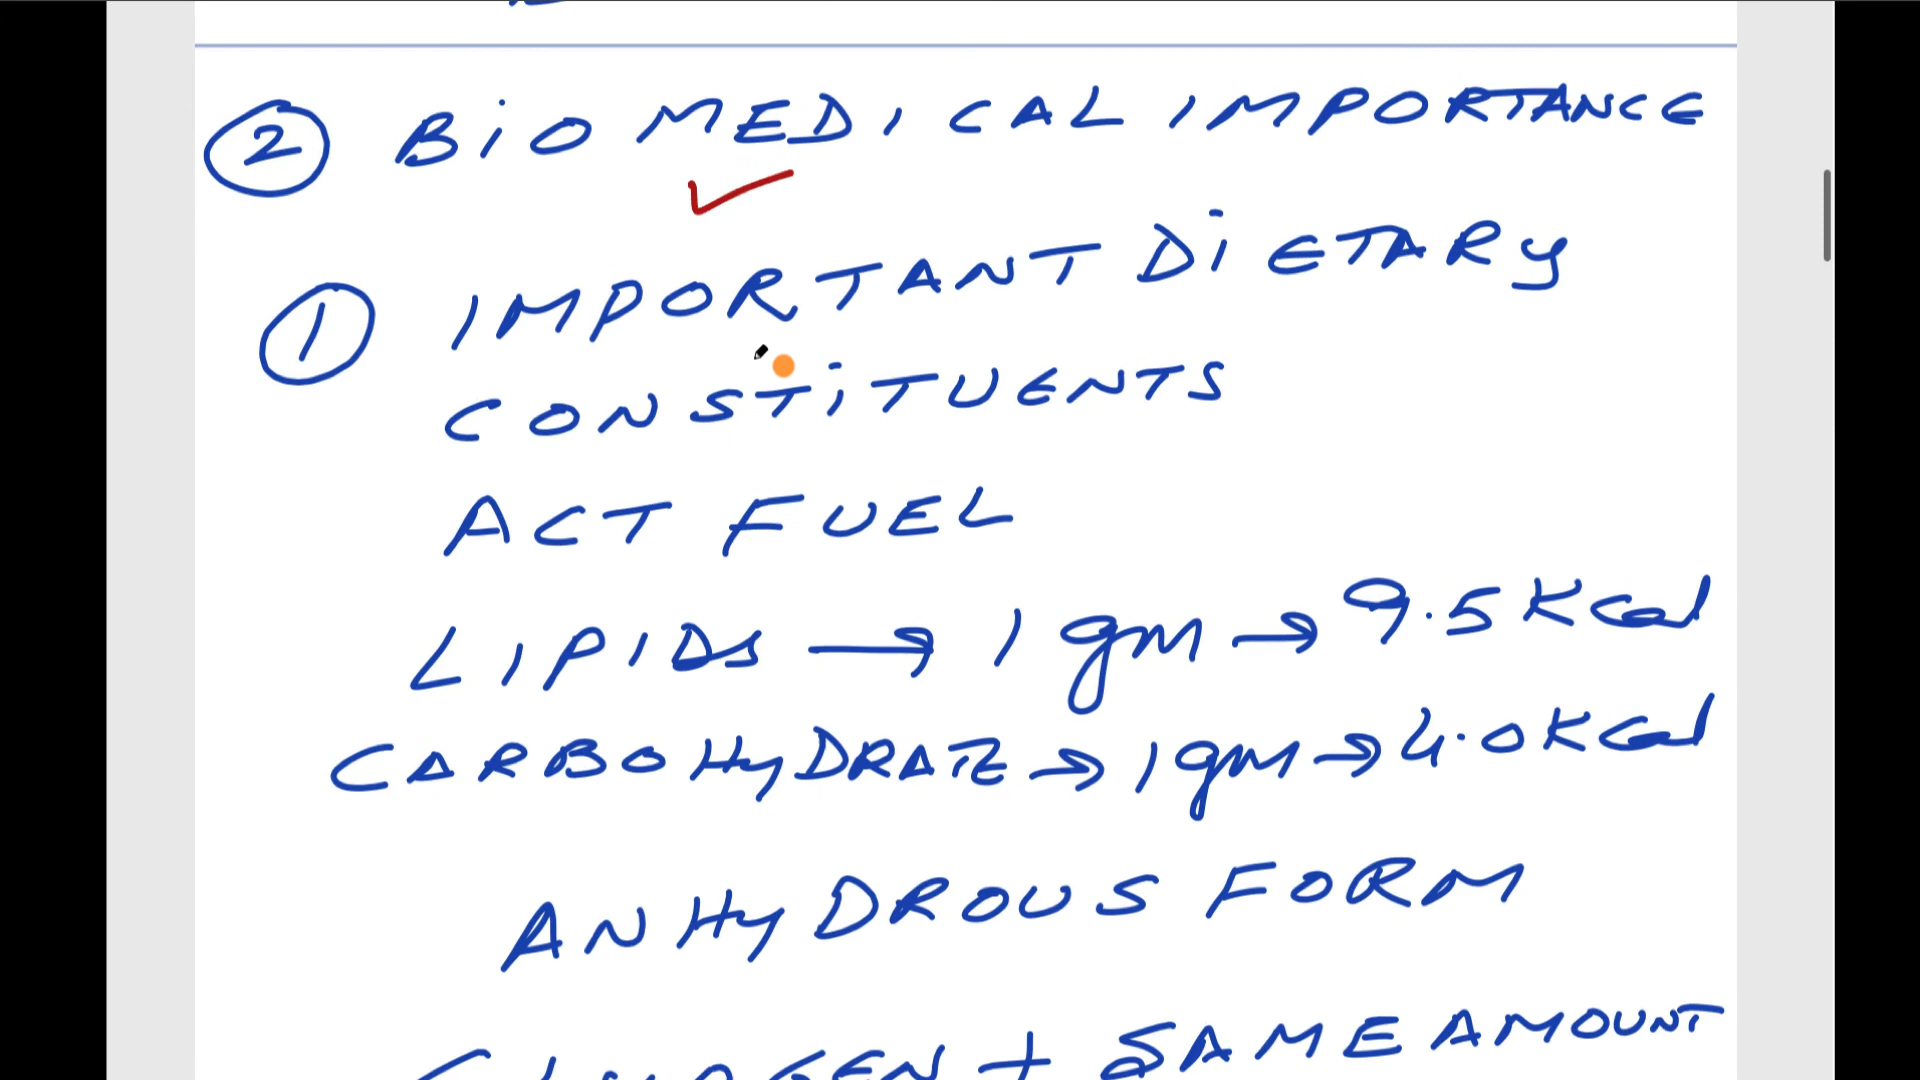 ② BiOMEDICAL IMPORTANCE
① IMPORTANT DiETARY
CONSTiTUENTS
ACT FUEL
LIPIDS → 1 gm → 9.5 Kcal
CARBOHyDRATE → 1 gm → 4.0 Kcal
ANHyDROUS FORM
+ SAME AMOUNT